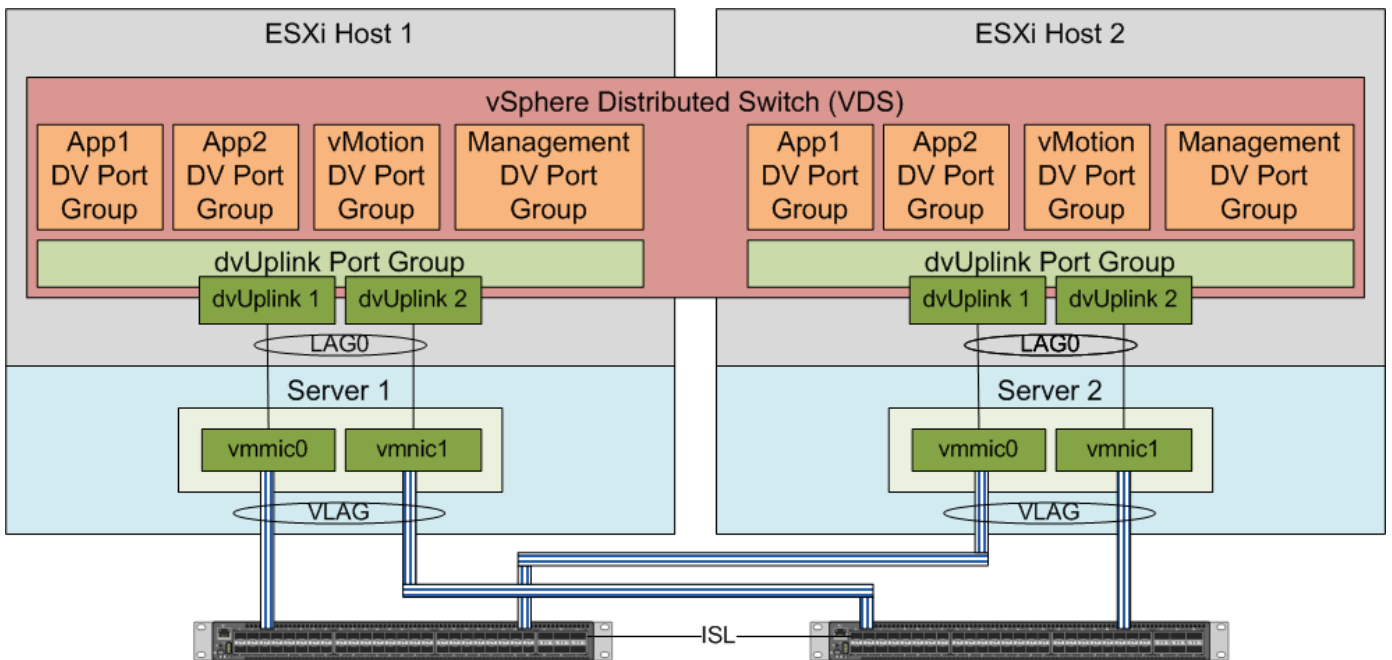 ESXi Host 1
ESXi Host 2
vSphere Distributed Switch (VDS)
App1
DV Port
Group
App2
DV Port
Group
vMotion
DV Port
Group
Management
DV Port
Group
App1
DV Port
Group
App2
DV Port
Group
vMotion
DV Port
Group
Management
DV Port
Group
dvUplink Port Group
dvUplink Port Group
dvUplink 1
dvUplink 2
dvUplink 1
dvUplink 2
LAG0
LAG0
Server 1
Server 2
vmmic0
vmnic1
vmmic0
vmnic1
VLAG
VLAG
ISL